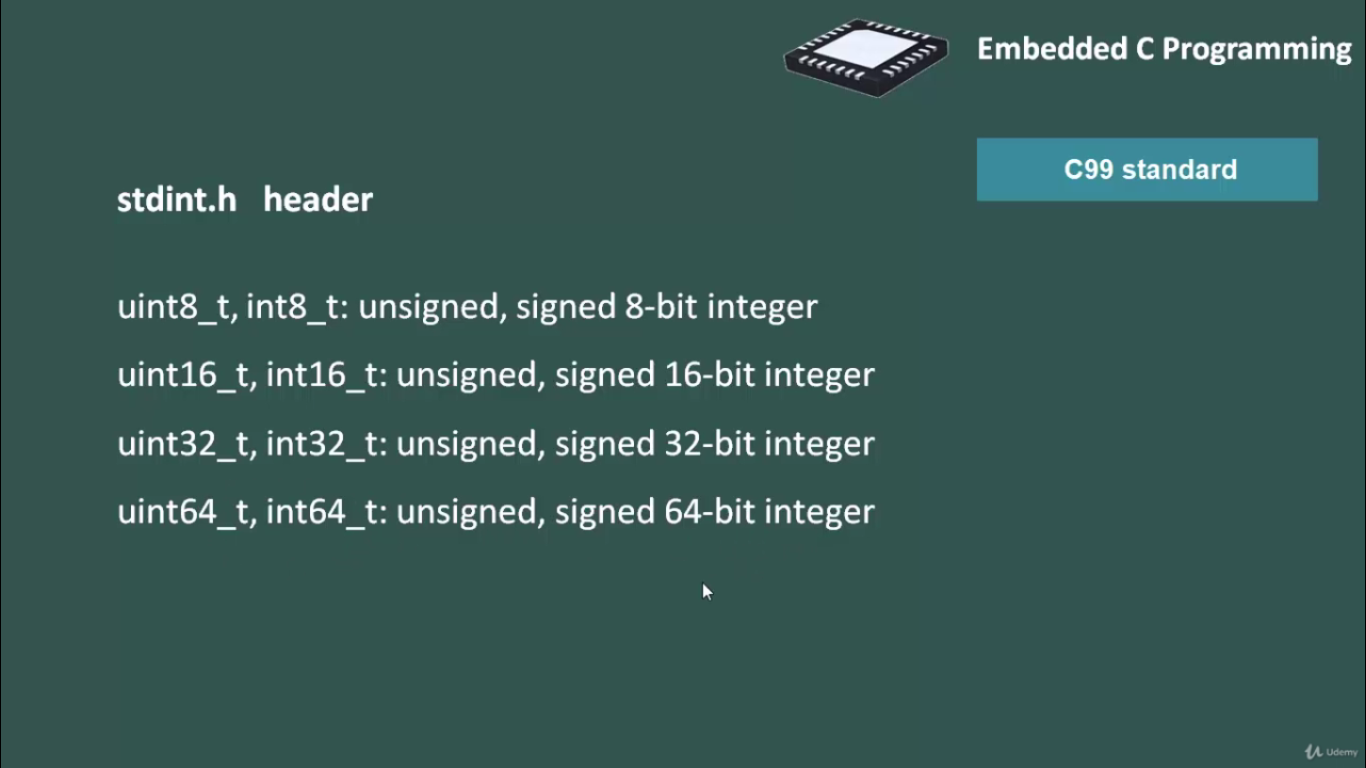 Embedded C Programming
C99 standard
stdint.h header
uint8_t, int8_t: unsigned, signed 8-bit integer
uint16_t, int16_t: unsigned, signed 16-bit integer
uint32_t, int32_t: unsigned, signed 32-bit integer
uint64_t, int64_t: unsigned, signed 64-bit integer
Udemy